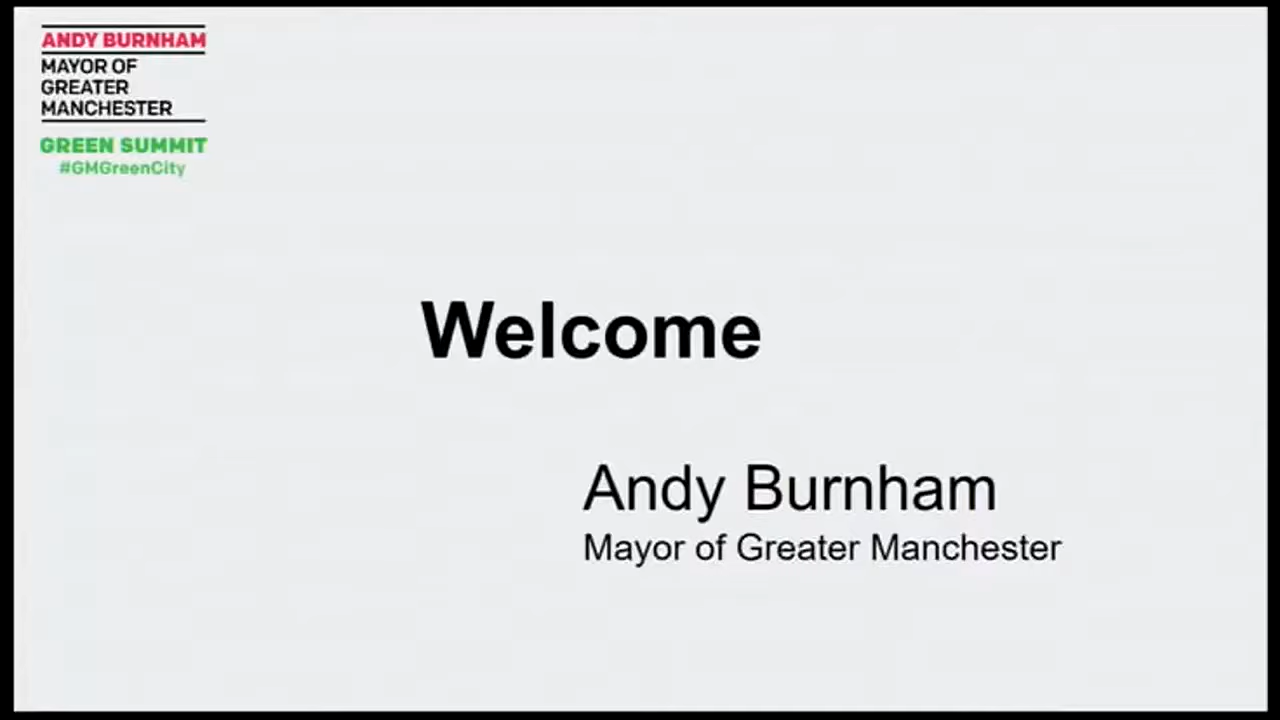 ANDY BURNHAM
MAYOR OF
GREATER
MANCHESTER
GREEN SUMMIT
#GMGreenCity
Welcome
Andy Burnham
Mayor of Greater Manchester